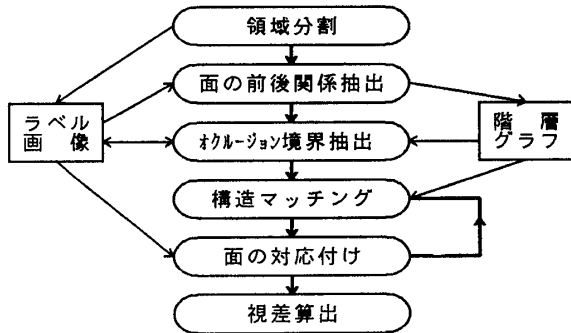 領域分割
面の前後関係抽出
ラベル
画像
オクルージョン境界抽出
階層
グラフ
構造マッチング
面の対応付け
視差算出